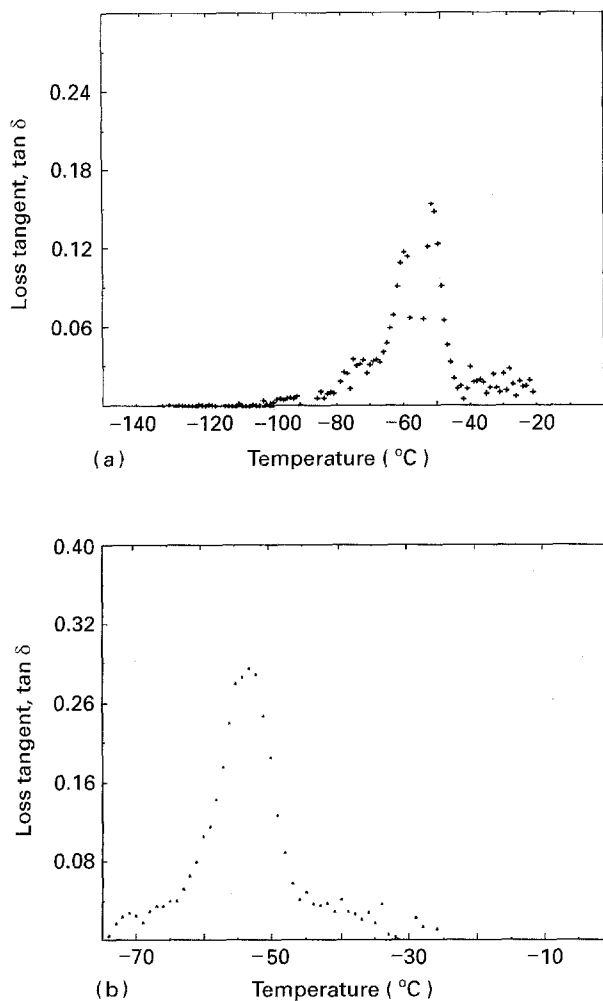 0.24
0.18
0.12
0.06
Loss tangent, tan δ
−140 −120 −100 −80 −60 −40 −20
(a) Temperature (°C)
0.40
0.32
0.26
0.16
0.08
Loss tangent, tan δ
−70 −50 −30 −10
(b) Temperature (°C)